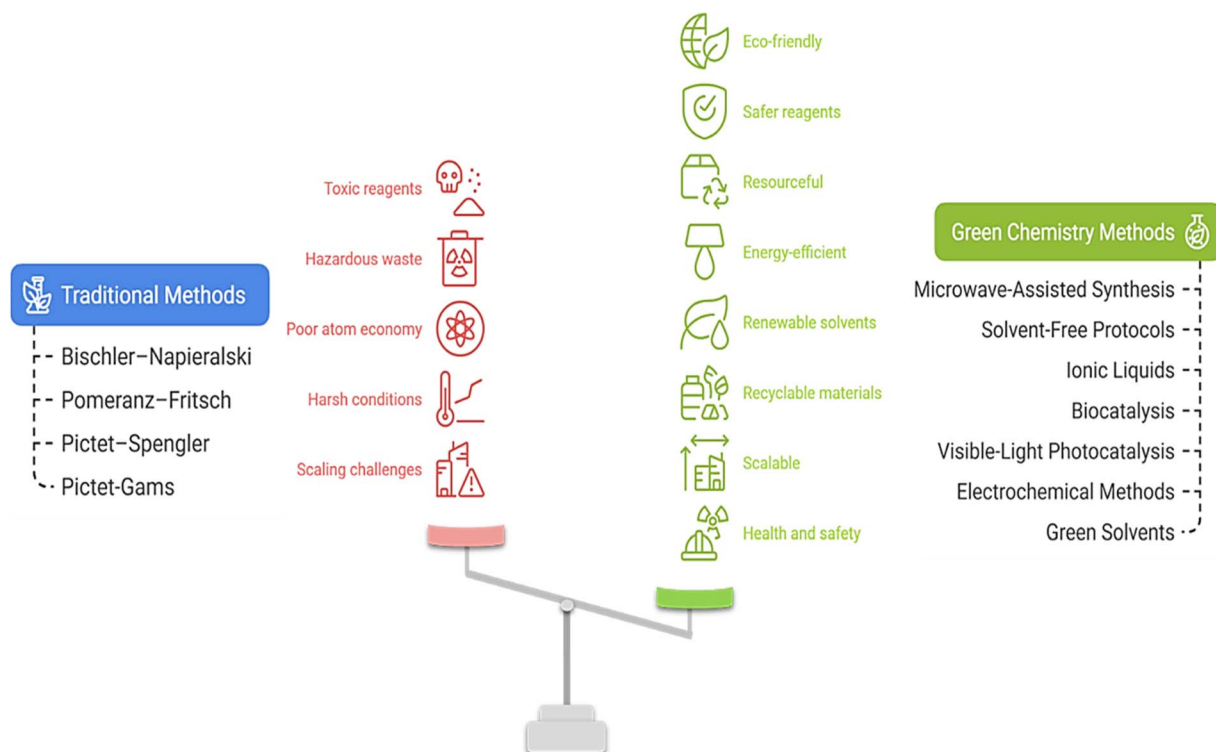 Traditional Methods
Bischler–Napieralski
Pomeranz–Fritsch
Pictet–Spengler
Pictet-Gams
Toxic reagents
Hazardous waste
Poor atom economy
Harsh conditions
Scaling challenges
Eco-friendly
Safer reagents
Resourceful
Energy-efficient
Renewable solvents
Recyclable materials
Scalable
Health and safety
Green Chemistry Methods
Microwave-Assisted Synthesis
Solvent-Free Protocols
Ionic Liquids
Biocatalysis
Visible-Light Photocatalysis
Electrochemical Methods
Green Solvents